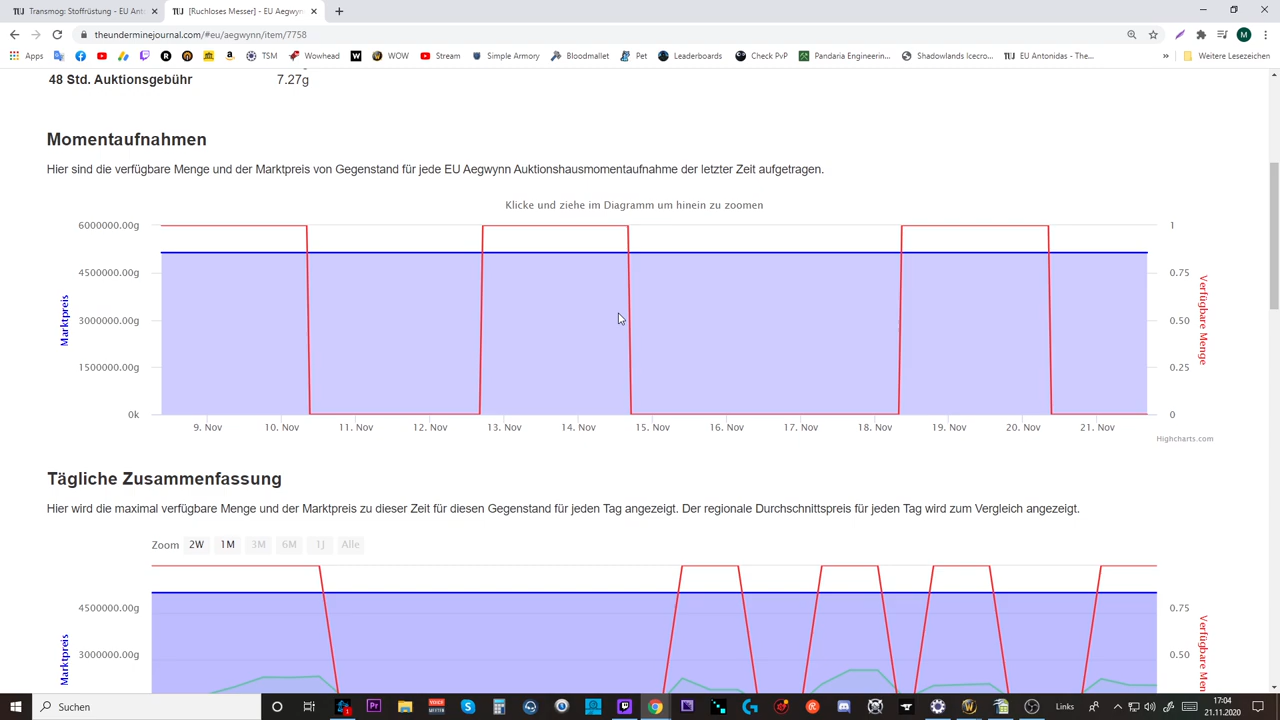 Transmog: Stoffrüstung - EU Ant
[Ruchloses Messer] - EU Aegwyn
theunderminejournal.com/#eu/aegwynn/item/7758
Apps
TSM
Wowhead
WOW
Stream
Simple Armory
Bloodmallet
Pet
Leaderboards
Check PvP
Pandaria Engineerin...
Shadowlands Icecro...
EU Antonidas - The...
Weitere Lesezeichen
48 Std. Auktionsgebühr 7.27g
Momentaufnahmen
Hier sind die verfügbare Menge und der Marktpreis von Gegenstand für jede EU Aegwynn Auktionshausmomentaufnahme der letzter Zeit aufgetragen.
Klicke und ziehe im Diagramm um hinein zu zoomen
6000000.00g 1
4500000.00g 0.75
3000000.00g 0.50
1500000.00g 0.25
0k 0
Marktpreis
Verfügbare Menge
9. Nov 10. Nov 11. Nov 12. Nov 13. Nov 14. Nov 15. Nov 16. Nov 17. Nov 18. Nov 19. Nov 20. Nov 21. Nov
Highcharts.com
Tägliche Zusammenfassung
Hier wird die maximal verfügbare Menge und der Marktpreis zu dieser Zeit für diesen Gegenstand für jeden Tag angezeigt. Der regionale Durchschnittspreis für jeden Tag wird zum Vergleich angezeigt.
Zoom 2W 1M 3M 6M 1J Alle
4500000.00g 0.75
3000000.00g 0.50
Marktpreis
Verfügbare Men
Suchen
Links
17:04
21.11.2020